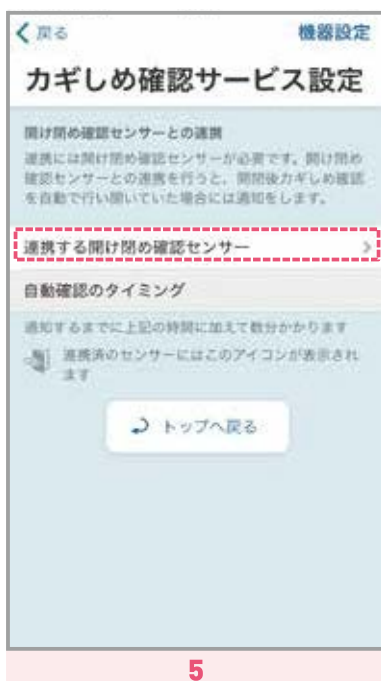 戻る 機器設定
カギしめ確認サービス設定
開け閉め確認センサーとの連携
連携には開け閉め確認センサーが必要です。開け閉め
確認センサーとの連携を行うと、開閉後カギしめ確認
を自動で行い開いていた場合には通知をします。
連携する開け閉め確認センサー
自動確認のタイミング
通知するまでに上記の時間に加えて数分かかります
連携済のセンサーにはこのアイコンが表示され
ます
トップへ戻る
5